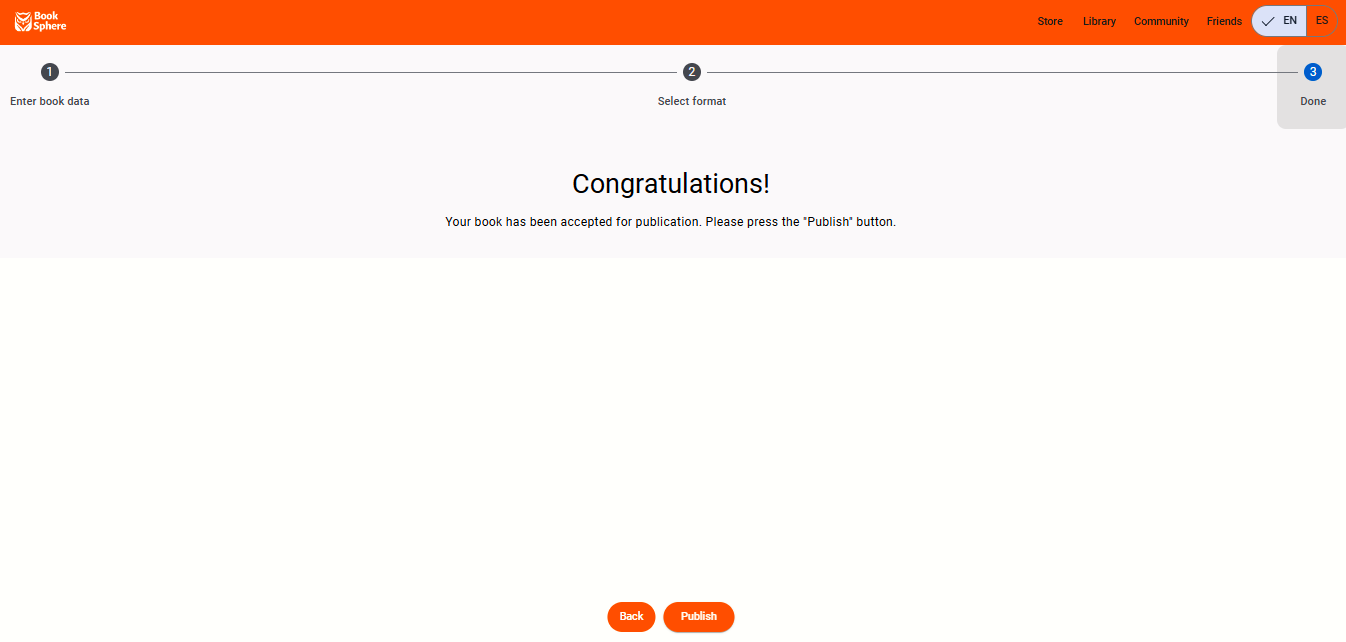 Book
Sphere
Store Library Community Friends EN ES
1 2 3
Enter book data Select format Done
Congratulations!
Your book has been accepted for publication. Please press the "Publish" button.
Back Publish